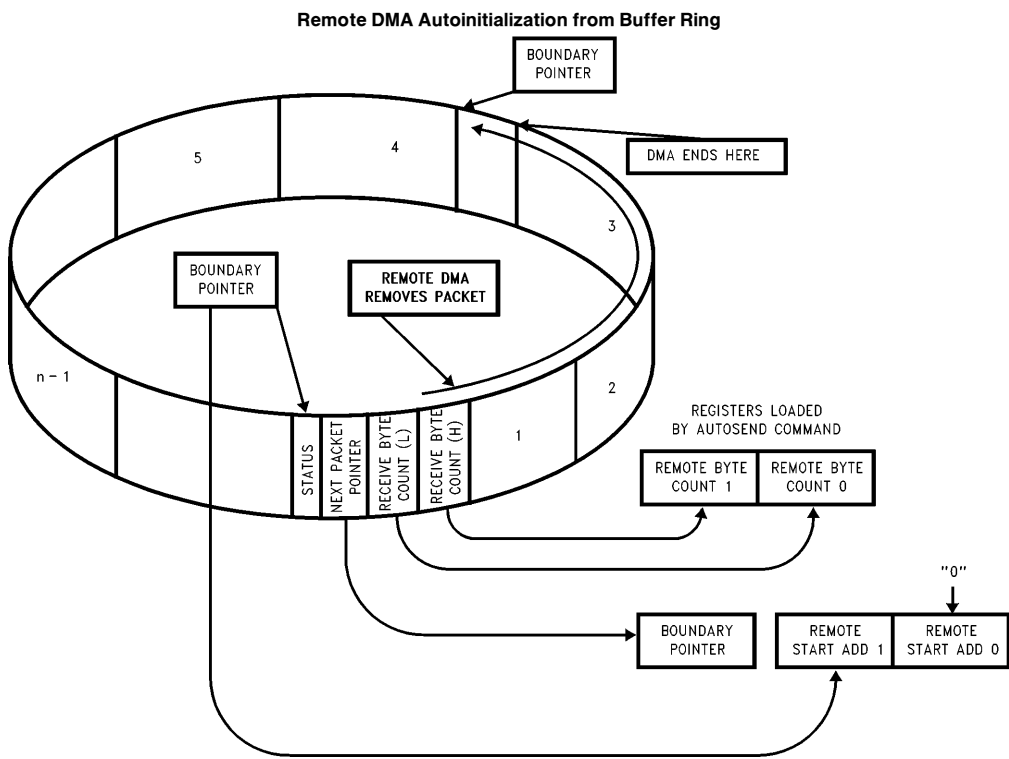 Remote DMA Autoinitialization from Buffer Ring
BOUNDARY
POINTER
DMA ENDS HERE
5
4
3
BOUNDARY
POINTER
REMOTE DMA
REMOVES PACKET
n - 1
2
1
STATUS
NEXT PACKET
POINTER
RECEIVE BYTE
COUNT (L)
RECEIVE BYTE
COUNT (H)
REGISTERS LOADED
BY AUTOSEND COMMAND
REMOTE BYTE
COUNT 1
REMOTE BYTE
COUNT 0
"0"
BOUNDARY
POINTER
REMOTE
START ADD 1
REMOTE
START ADD 0